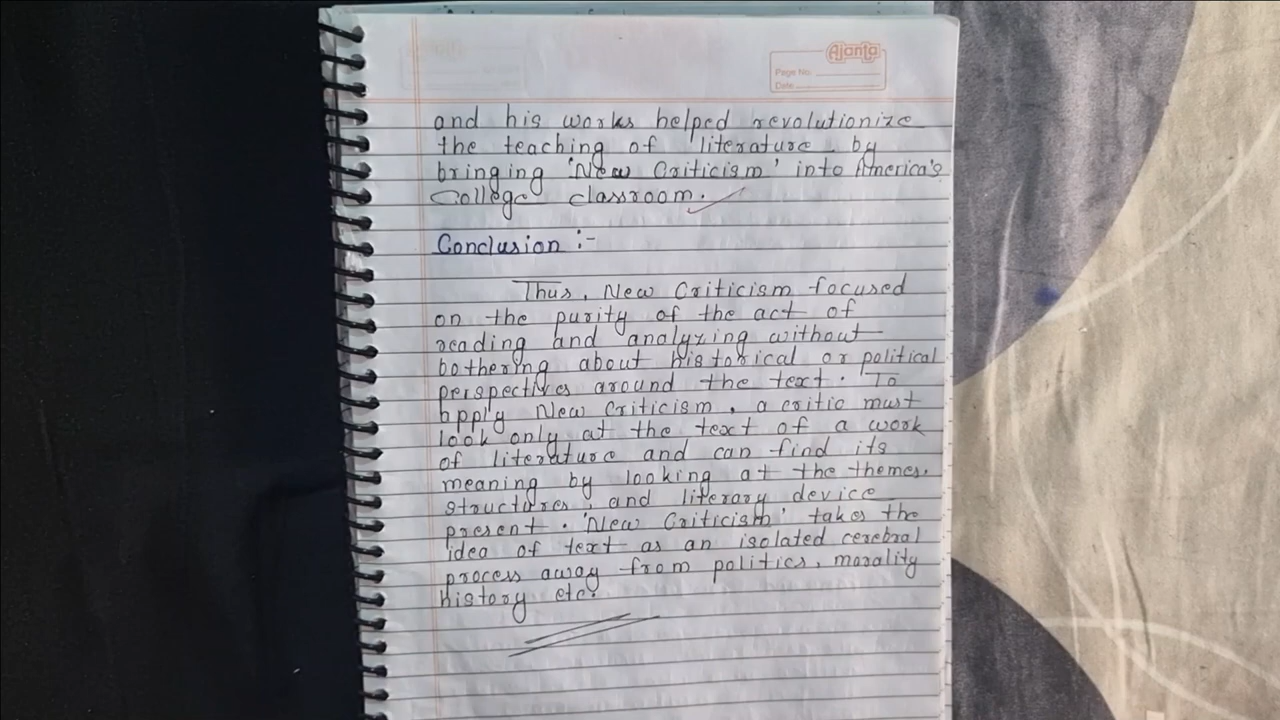 Ajanta
Page No.
Date
and his works helped revolutionize
the teaching of literature. by
bringing 'New Criticism' into America's
College classroom.
Conclusion :-
Thus, New Criticism focused
on the purity of the act of
reading and analyzing without
bothering about historical or political
perspectives around the text. To
apply New Criticism, a critic must
look only at the text of a work
of literature and can find its
meaning by looking at the themes,
structures, and literary device
present. 'New Criticism' takes the
idea of text as an isolated cerebral
process away from politics, morality
history etc.